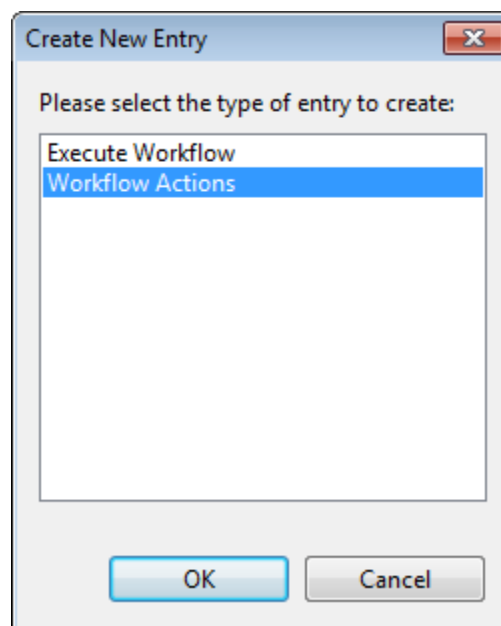 Create New Entry
Please select the type of entry to create:
Execute Workflow
Workflow Actions
OK
Cancel